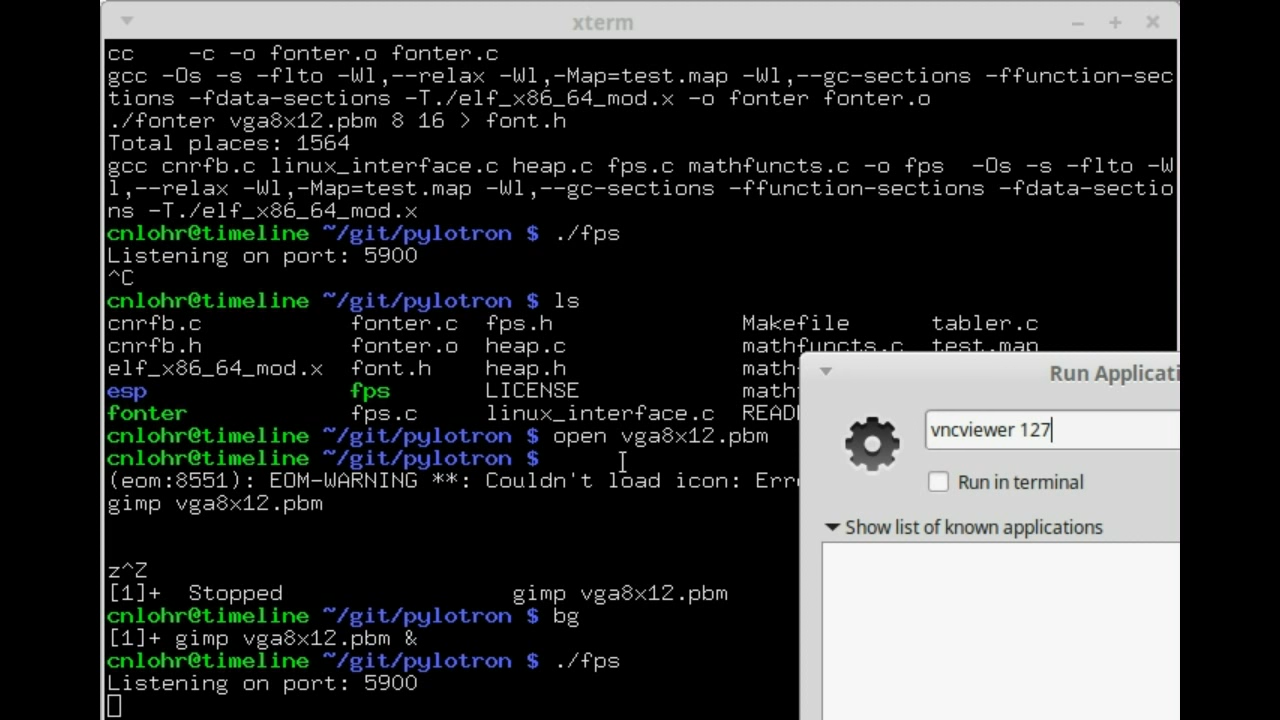 xterm
cc    -c -o fonter.o fonter.c
gcc -Os -s -flto -Wl,--relax -Wl,-Map=test.map -Wl,--gc-sections -ffunction-sec
tions -fdata-sections -T./elf_x86_64_mod.x -o fonter fonter.o
./fonter vga8x12.pbm 8 16 > font.h
Total places: 1564
gcc cnrfb.c linux_interface.c heap.c fps.c mathfuncts.c -o fps  -Os -s -flto -W
l,--relax -Wl,-Map=test.map -Wl,--gc-sections -ffunction-sections -fdata-sectio
ns -T./elf_x86_64_mod.x
cnlohr@timeline ~/git/pylotron $ ./fps
Listening on port: 5900
^C
cnlohr@timeline ~/git/pylotron $ ls
cnrfb.c fonter.c fps.h Makefile tabler.c
cnrfb.h fonter.o heap.c mathfuncts.c test.map
elf_x86_64_mod.x font.h heap.h math
esp fps LICENSE math
fonter fps.c linux_interface.c READ
cnlohr@timeline ~/git/pylotron $ open vga8x12.pbm
cnlohr@timeline ~/git/pylotron $
(eom:8551): EOM-WARNING **: Couldn't load icon: Erro
gimp vga8x12.pbm
z^Z
[1]+  Stopped                 gimp vga8x12.pbm
cnlohr@timeline ~/git/pylotron $ bg
[1]+ gimp vga8x12.pbm &
cnlohr@timeline ~/git/pylotron $ ./fps
Listening on port: 5900
Run Applicati
vncviewer 127
Run in terminal
Show list of known applications